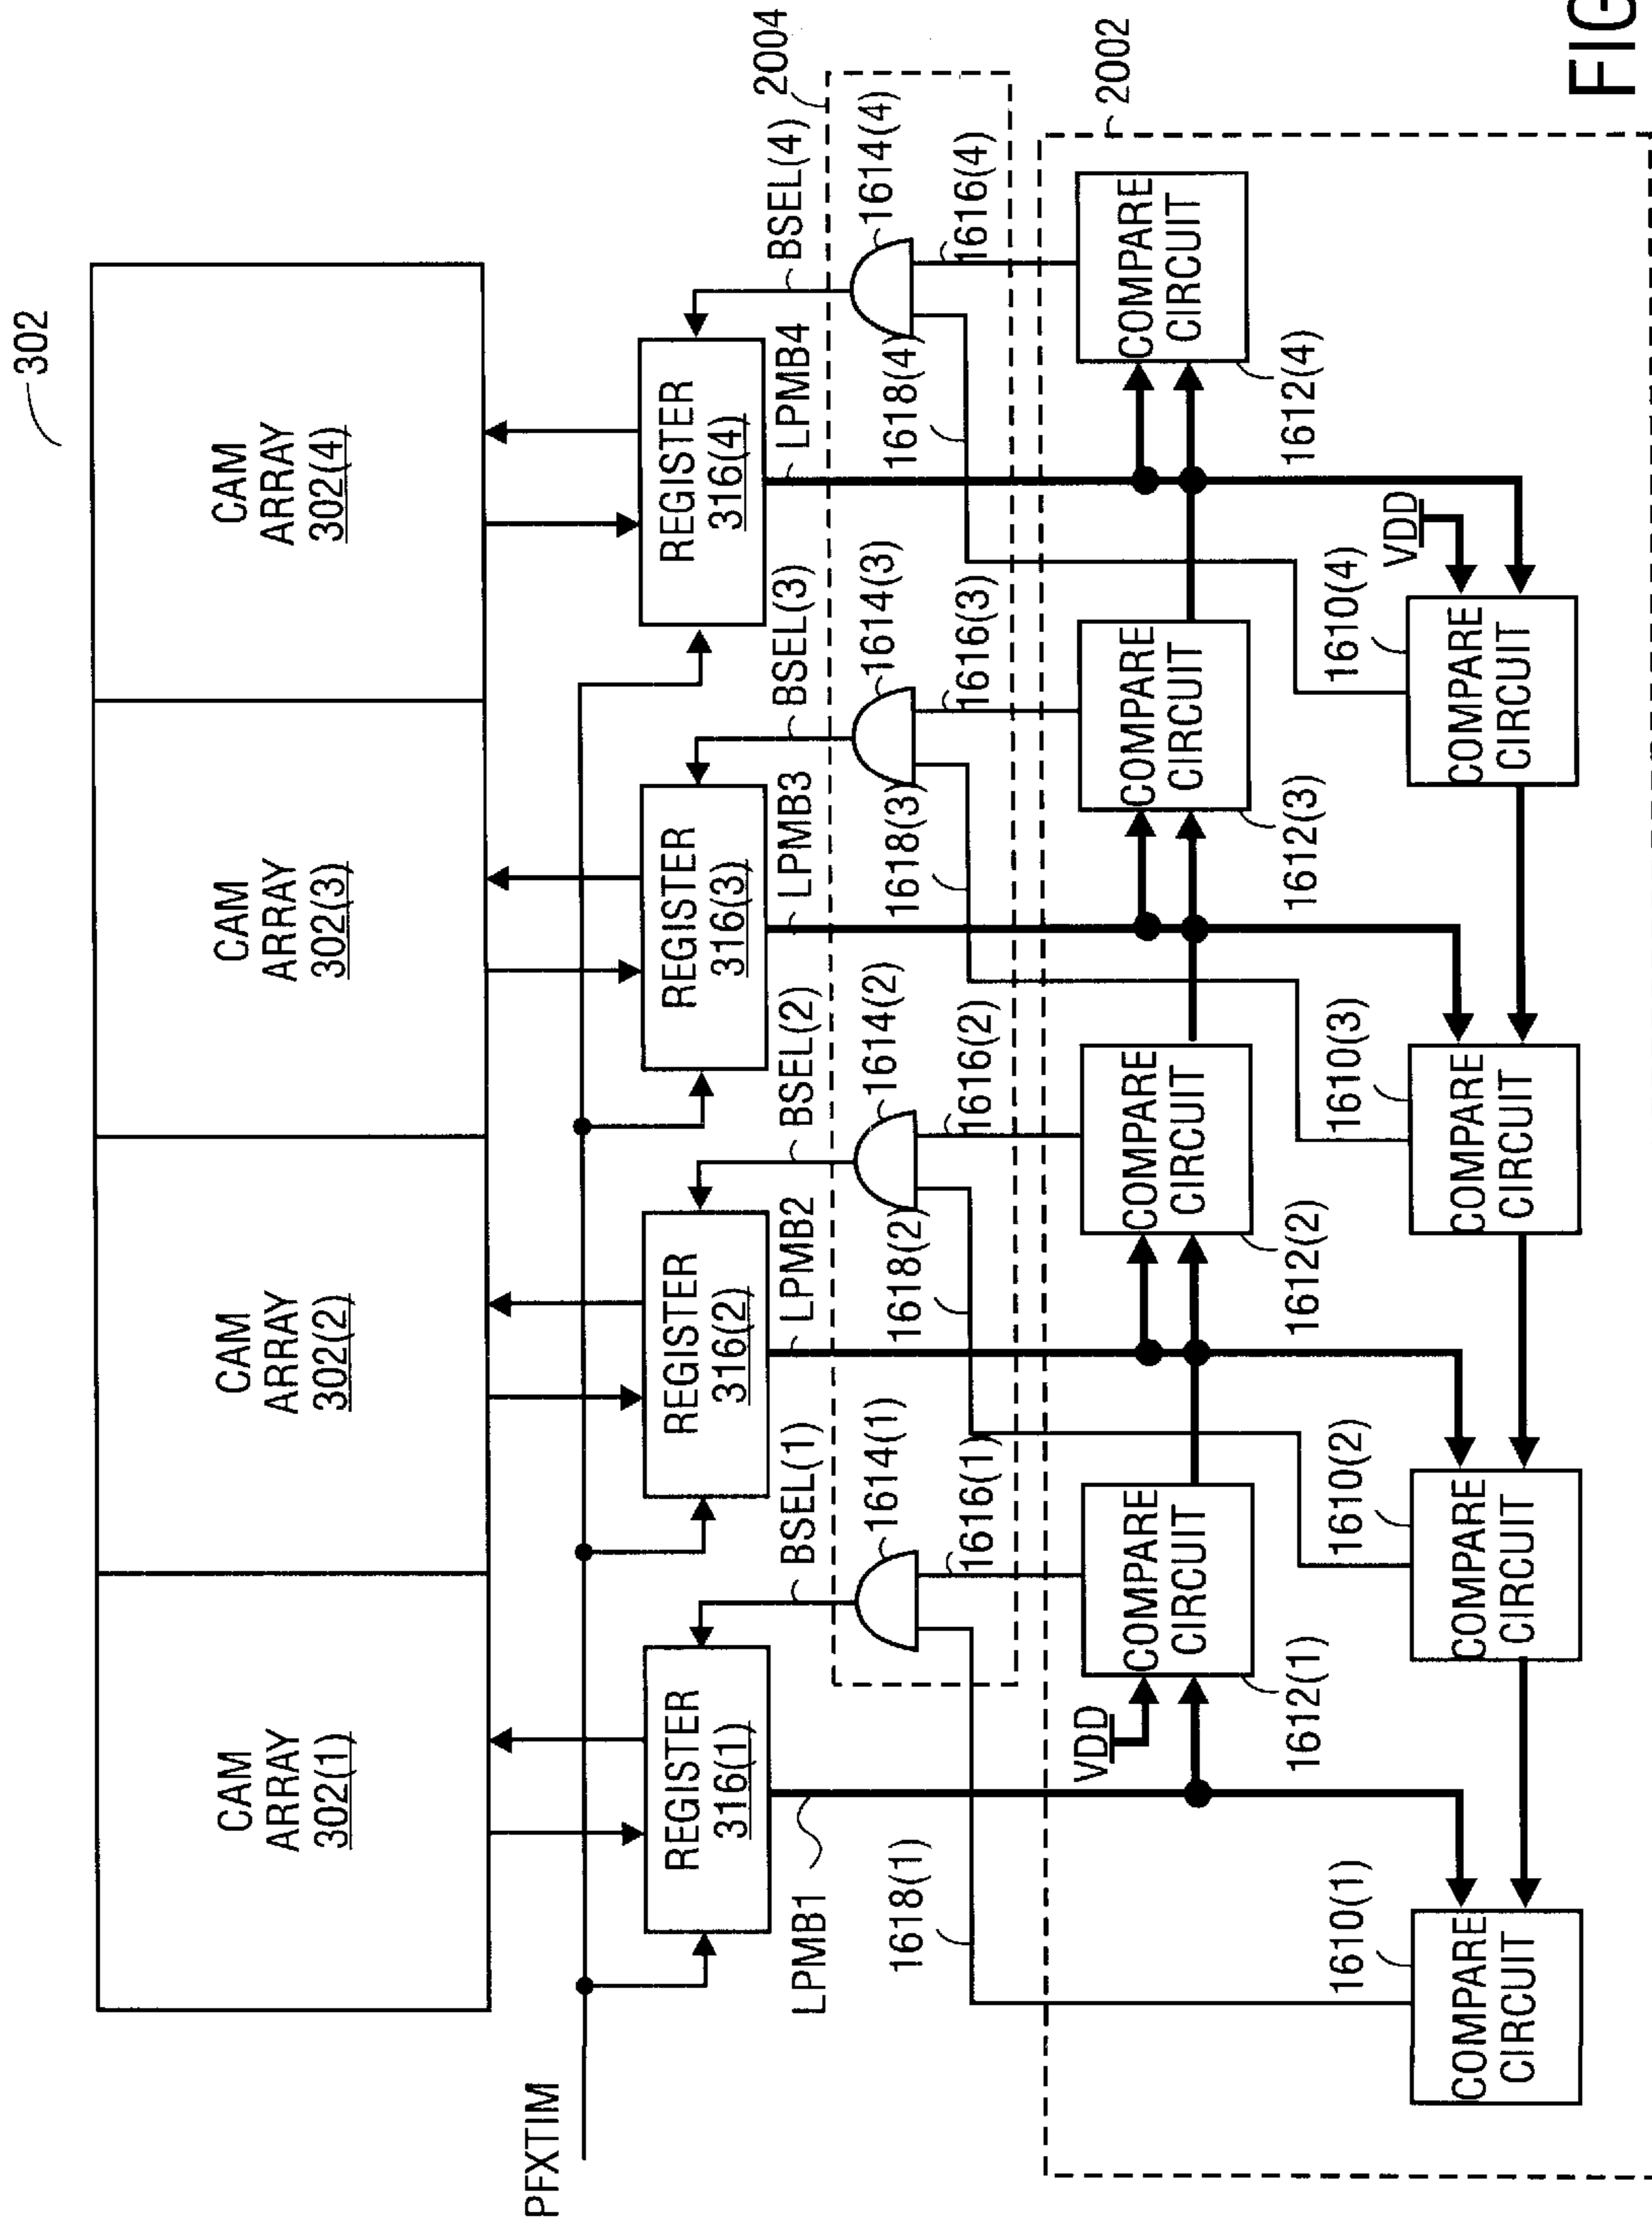 302
CAM
ARRAY
302(1)
CAM
ARRAY
302(2)
CAM
ARRAY
302(3)
CAM
ARRAY
302(4)
PFXTIM
REGISTER
316(1)
REGISTER
316(2)
REGISTER
316(3)
REGISTER
316(4)
LPMB1
BSEL(1)
LPMB2
BSEL(2)
LPMB3
BSEL(3)
LPMB4
BSEL(4)
2004
1618(1)
1614(1)
1616(1)
1618(2)
1614(2)
1616(2)
1618(3)
1614(3)
1616(3)
1618(4)
1614(4)
1616(4)
2002
VDD
COMPARE
CIRCUIT
1612(1)
COMPARE
CIRCUIT
1612(2)
COMPARE
CIRCUIT
1612(3)
COMPARE
CIRCUIT
1612(4)
1610(1)
COMPARE
CIRCUIT
1610(2)
COMPARE
CIRCUIT
1610(3)
COMPARE
CIRCUIT
1610(4)
VDD
COMPARE
CIRCUIT
FIG